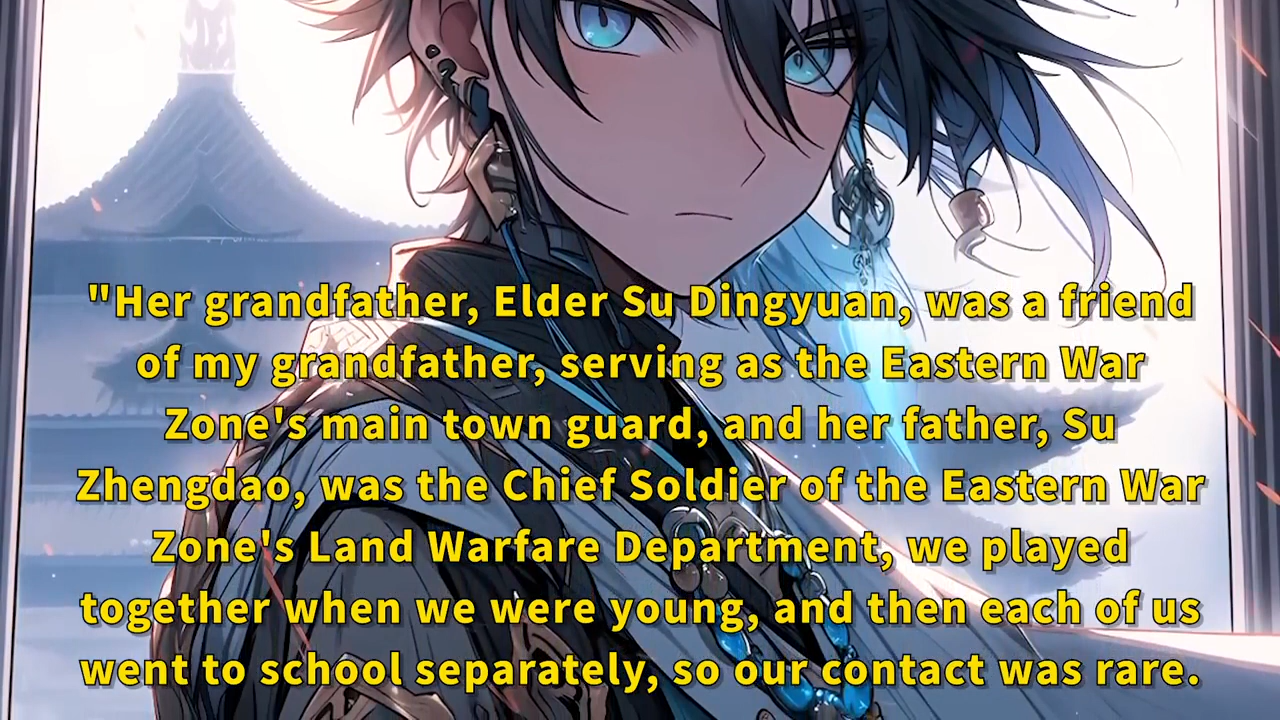 "Her grandfather, Elder Su Dingyuan, was a friend
of my grandfather, serving as the Eastern War
Zone's main town guard, and her father, Su
Zhengdao, was the Chief Soldier of the Eastern War
Zone's Land Warfare Department, we played
together when we were young, and then each of us
went to school separately, so our contact was rare.